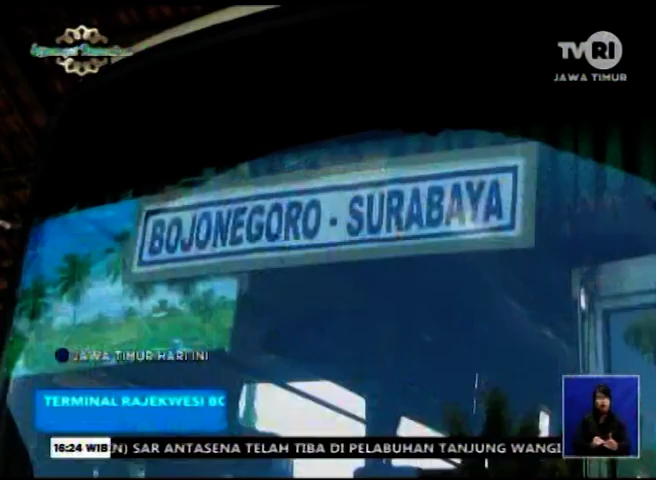 TVRI
JAWA TIMUR
BOJONEGORO - SURABAYA
JAWA TIMUR HARI INI
TERMINAL RAJEKWESI BO
16:24 WIB N) SAR ANTASENA TELAH TIBA DI PELABUHAN TANJUNG WANGI